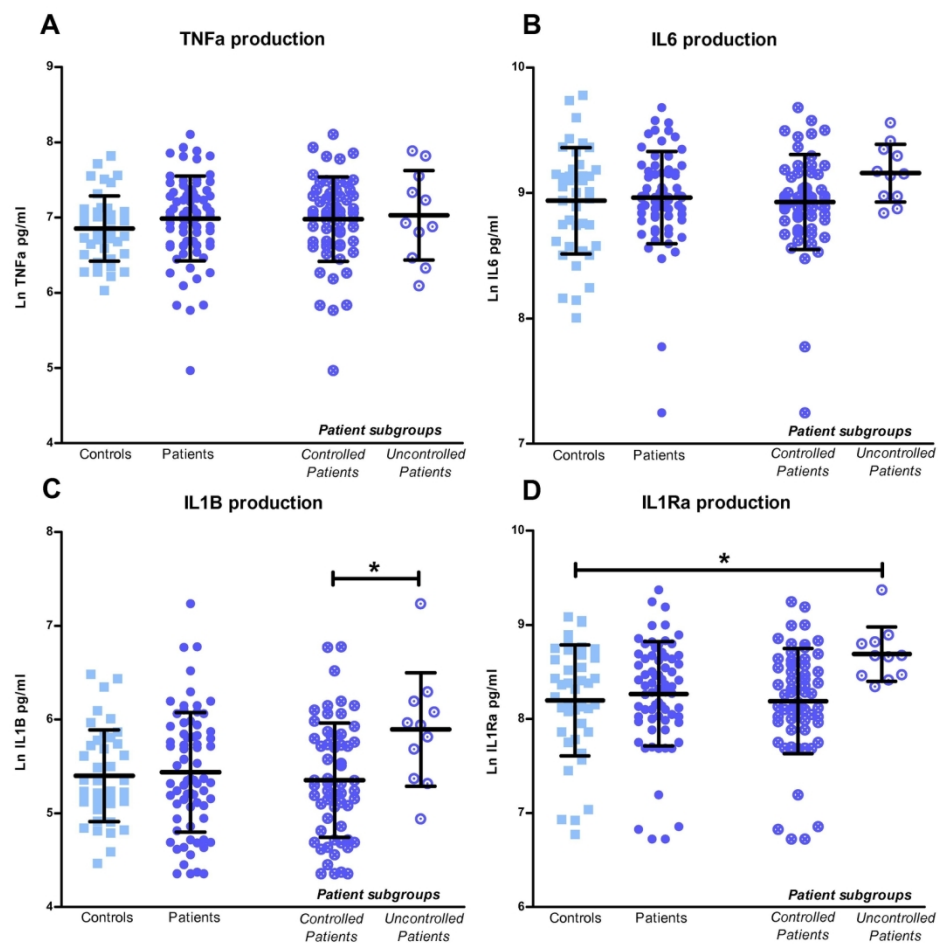 A
TNFa production
Ln TNFa pg/ml
9
8
7
6
5
4
Patient subgroups
Controls
Patients
Controlled
Patients
Uncontrolled
Patients
B
IL6 production
Ln IL6 pg/ml
10
9
8
7
Patient subgroups
Controls
Patients
Controlled
Patients
Uncontrolled
Patients
C
IL1B production
Ln IL1B pg/ml
8
7
6
5
4
*
Patient subgroups
Controls
Patients
Controlled
Patients
Uncontrolled
Patients
D
IL1Ra production
Ln IL1Ra pg/ml
10
9
8
7
6
*
Patient subgroups
Controls
Patients
Controlled
Patients
Uncontrolled
Patients